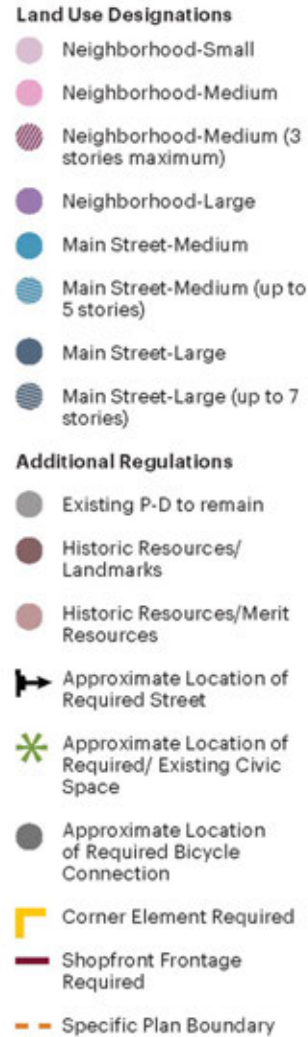 Land Use Designations
Neighborhood-Small
Neighborhood-Medium
Neighborhood-Medium (3
stories maximum)
Neighborhood-Large
Main Street-Medium
Main Street-Medium (up to
5 stories)
Main Street-Large
Main Street-Large (up to 7
stories)
Additional Regulations
Existing P-D to remain
Historic Resources/
Landmarks
Historic Resources/Merit
Resources
Approximate Location of
Required Street
Approximate Location of
Required/ Existing Civic
Space
Approximate Location
of Required Bicycle
Connection
Corner Element Required
Shopfront Frontage
Required
Specific Plan Boundary